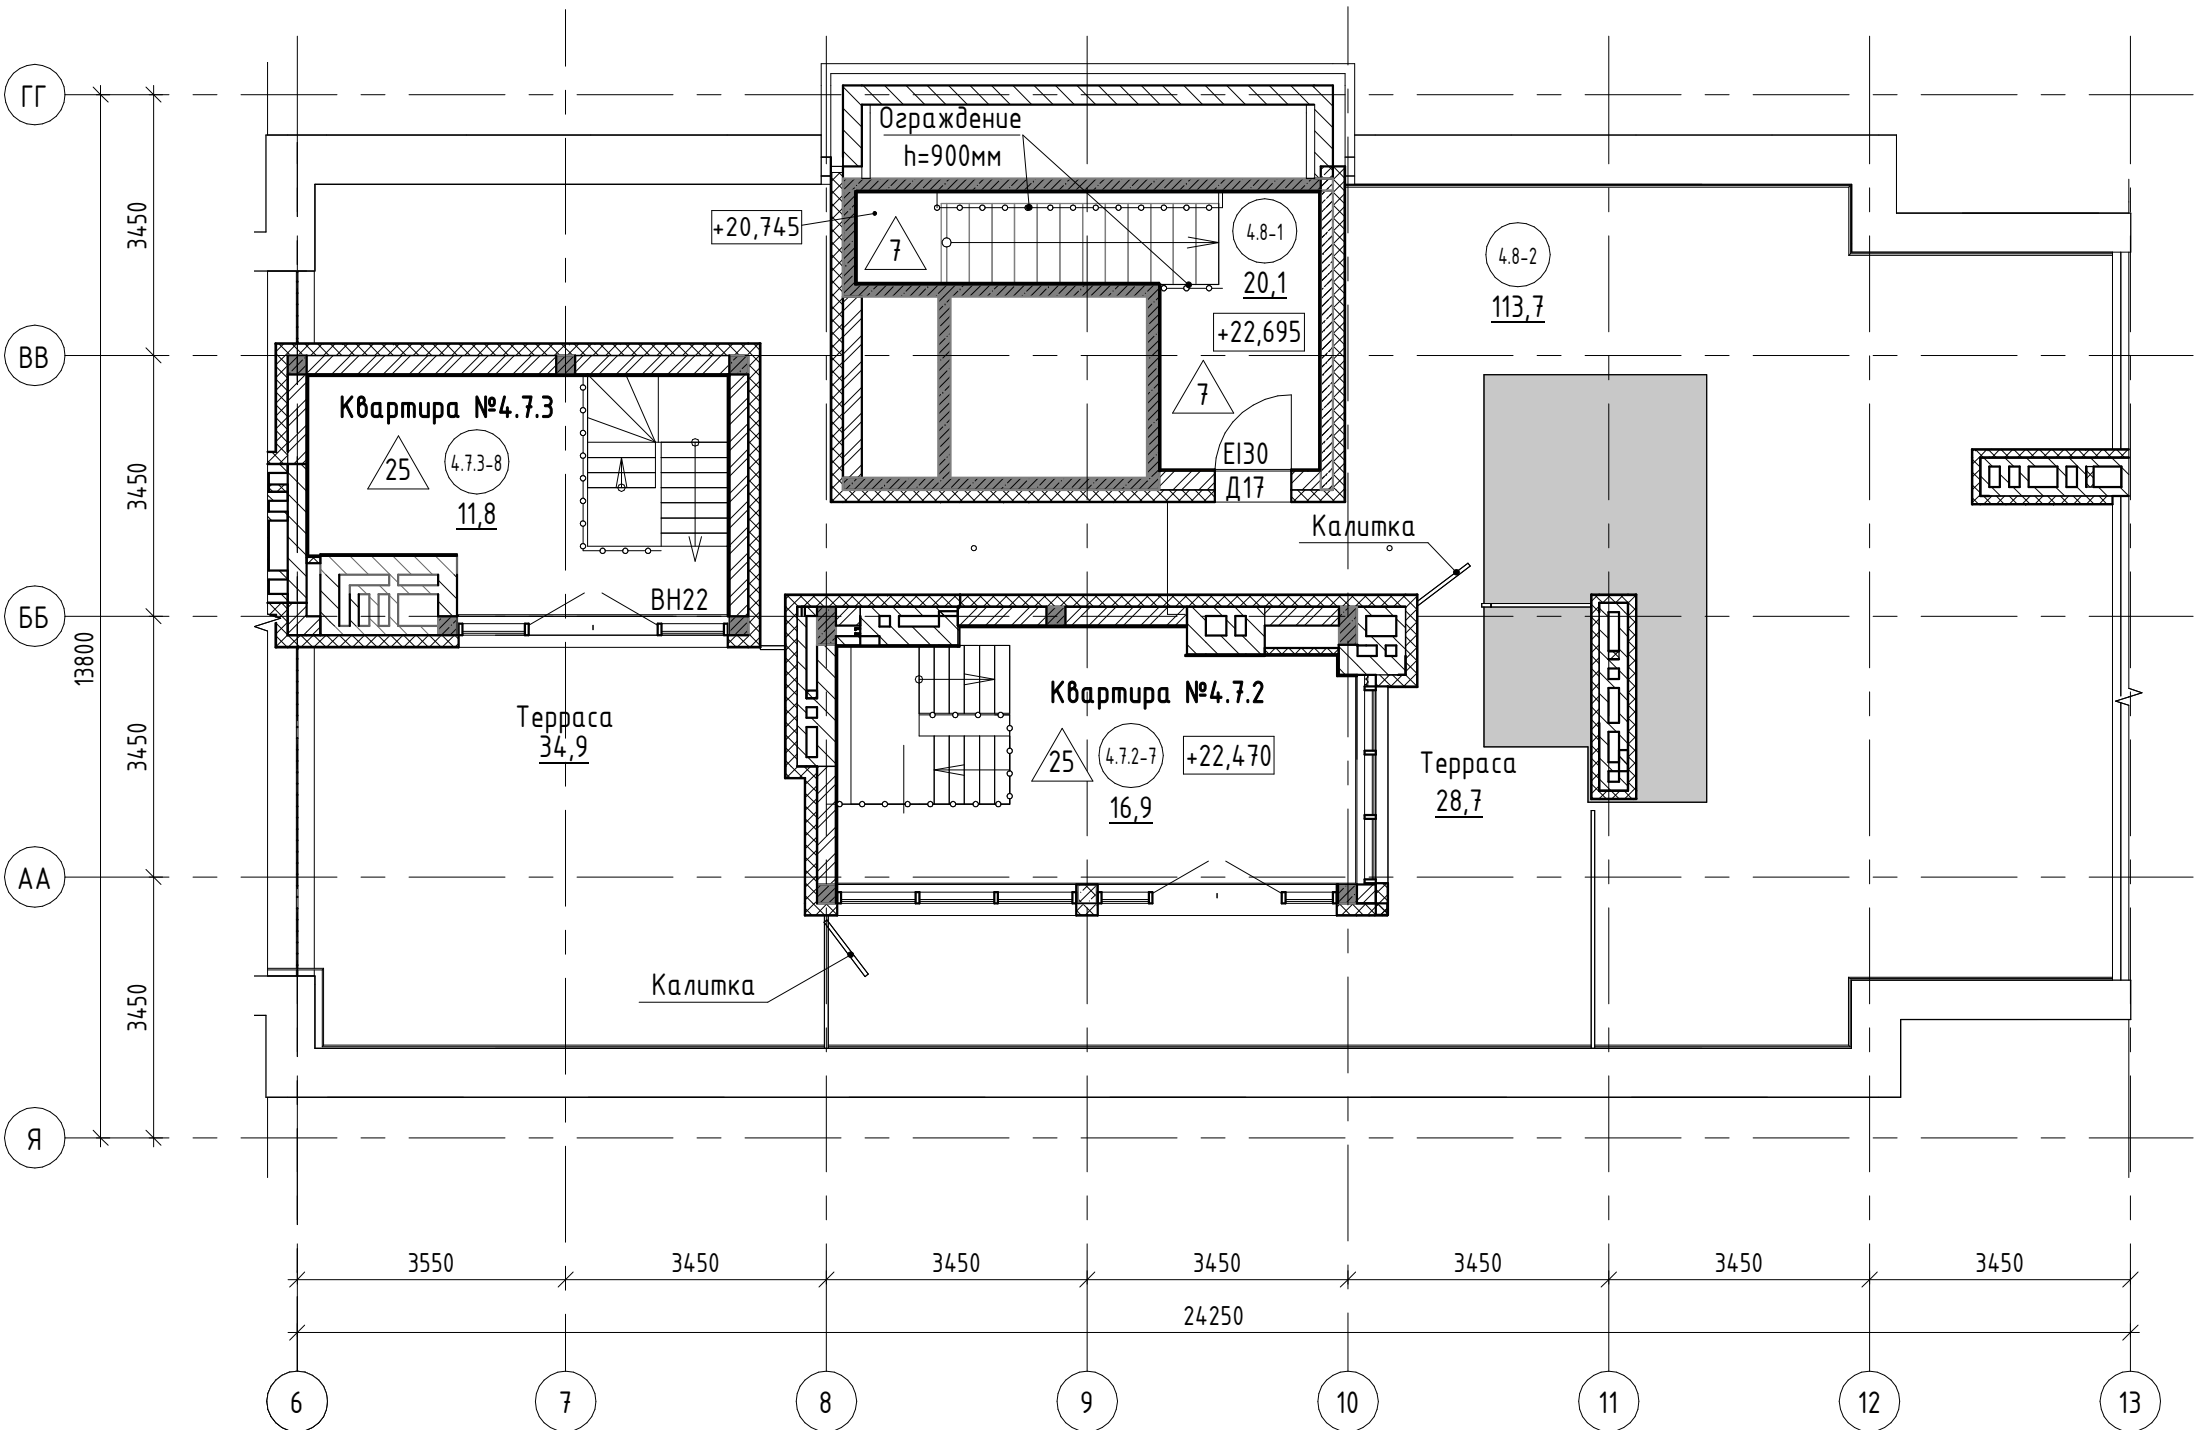 ГГ
Ограждение
h=900мм
3450
+20,745
7
4.8-1
20,1
4.8-2
113,7
+22,695
ВВ
7
Квартира №4.7.3
25
4.7.3-8
11,8
3450
EI30
Д17
Калитка
ВН22
ББ
13800
Квартира №4.7.2
25
4.7.2-7
+22,470
16,9
Терраса
34,9
Терраса
28,7
3450
АА
Калитка
3450
Я
3550
3450
3450
3450
3450
3450
3450
24250
6
7
8
9
10
11
12
13